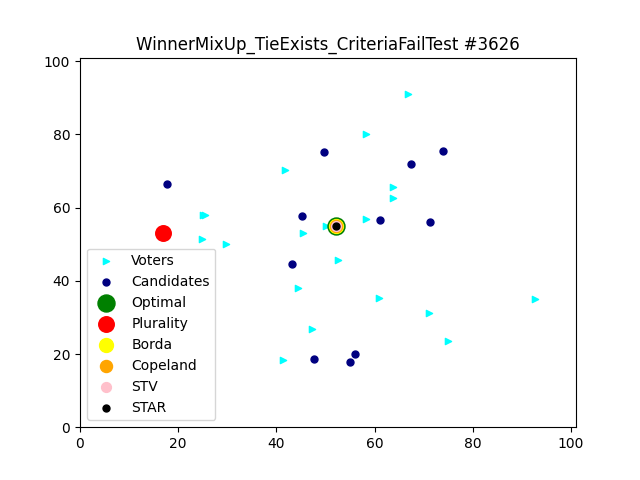 WinnerMixUp_TieExists_CriteriaFailTest #3626
100
80
60
40
20
0
Voters
Candidates
Optimal
Plurality
Borda
Copeland
STV
STAR
0 20 40 60 80 100